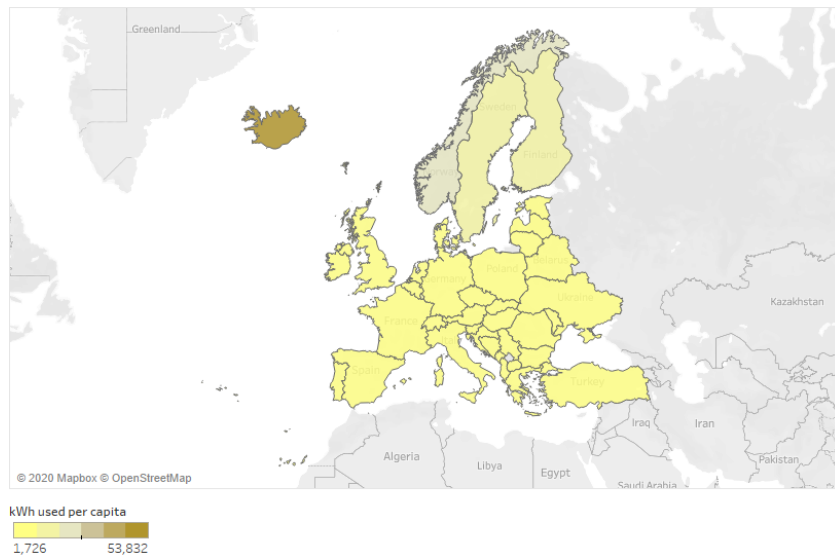 Greenland
Sweden
Norway
Finland
Belarus
Poland
Germany
Ukraine
Kazakhstan
France
Italy
Spain
Turkey
Iraq
Iran
Algeria
Libya
Egypt
Pakistan
Saudi Arabia
© 2020 Mapbox © OpenStreetMap
kWh used per capita
1,726 53,832